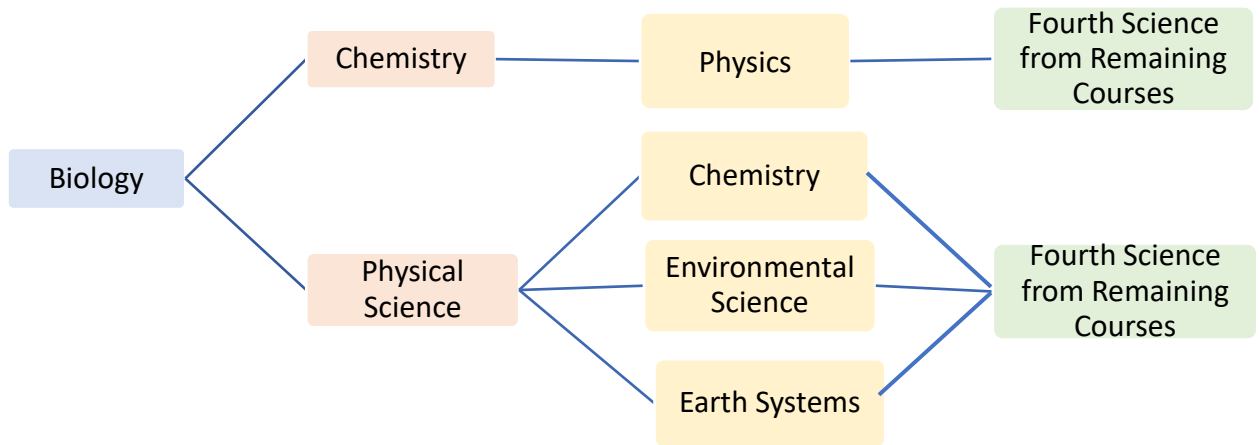 Biology
Chemistry
Physical
Science
Physics
Chemistry
Environmental
Science
Earth Systems
Fourth Science
from Remaining
Courses
Fourth Science
from Remaining
Courses